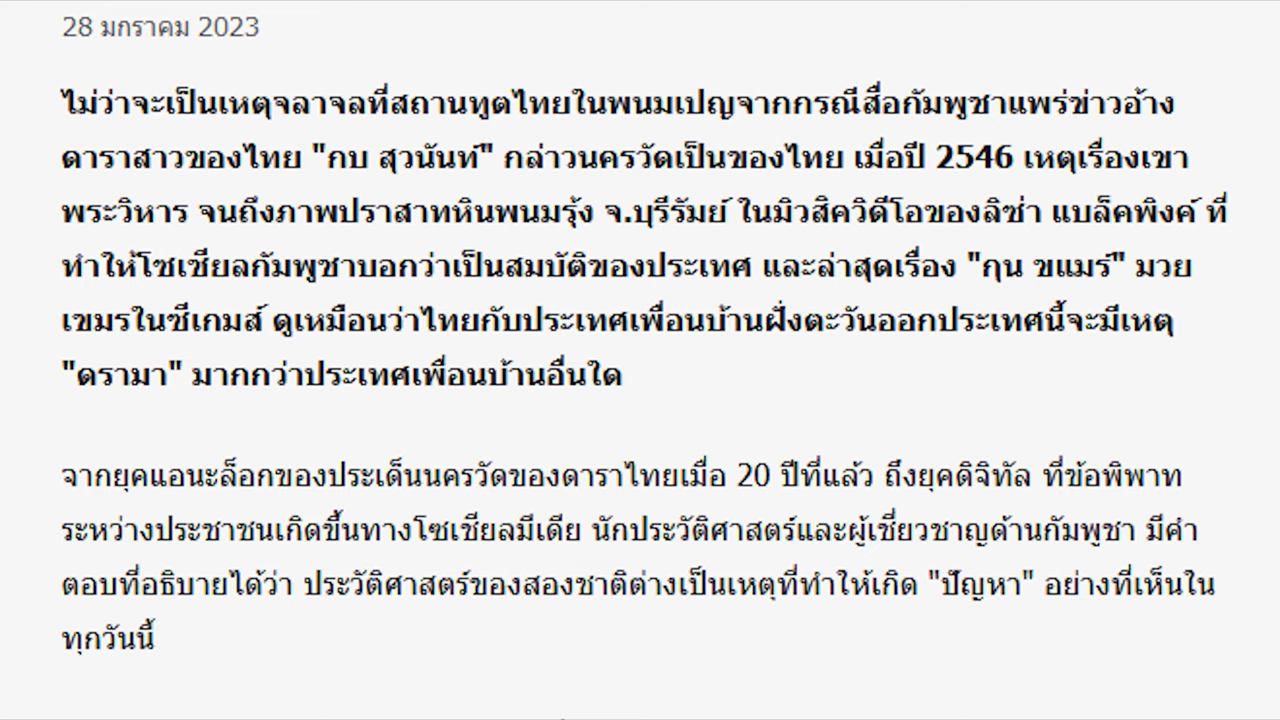 28 มกราคม 2023
ไม่ว่าจะเป็นเหตุจลาจลที่สถานทูตไทยในพนมเปญจากกรณีสื่อกัมพูชาแพร่ข่าวอ้าง
ดาราสาวของไทย "กบ สุวนันท์" กล่าวนครวัดเป็นของไทย เมื่อปี 2546 เหตุเรื่องเขา
พระวิหาร จนถึงภาพปราสาทหินพนมรุ้ง จ.บุรีรัมย์ ในมิวสิควิดีโอของลิซ่า แบล็คพิงค์ ที่
ทำให้โซเชียลกัมพูชาบอกว่าเป็นสมบัติของประเทศ และล่าสุดเรื่อง "กุน ขแมร์" มวย
เขมรในซีเกมส์ ดูเหมือนว่าไทยกับประเทศเพื่อนบ้านฝั่งตะวันออกประเทศนี้จะมีเหตุ
"ดรามา" มากกว่าประเทศเพื่อนบ้านอื่นใด
จากยุคแอนะล็อกของประเด็นนครวัดของดาราไทยเมื่อ 20 ปีที่แล้ว ถึงยุคดิจิทัล ที่ข้อพิพาท
ระหว่างประชาชนเกิดขึ้นทางโซเชียลมีเดีย นักประวัติศาสตร์และผู้เชี่ยวชาญด้านกัมพูชา มีคำ
ตอบที่อธิบายได้ว่า ประวัติศาสตร์ของสองชาติต่างเป็นเหตุที่ทำให้เกิด "ปัญหา" อย่างที่เห็นใน
ทุกวันนี้